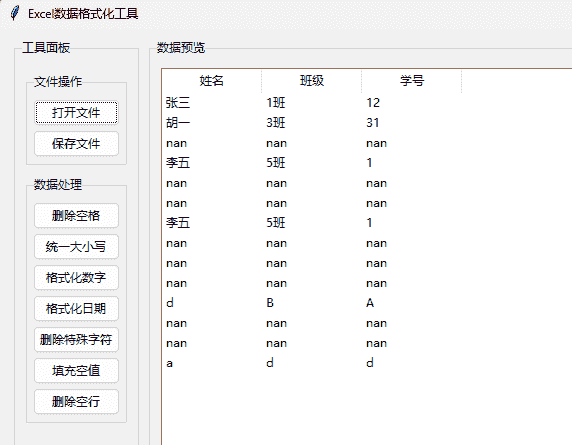 Excel数据格式化工具
工具面板
文件操作
打开文件
保存文件
数据处理
删除空格
统一大小写
格式化数字
格式化日期
删除特殊字符
填充空值
删除空行
数据预览
姓名 班级 学号
张三 1班 12
胡一 3班 31
nan nan nan
李五 5班 1
nan nan nan
nan nan nan
李五 5班 1
nan nan nan
nan nan nan
nan nan nan
d B A
nan nan nan
nan nan nan
a d d